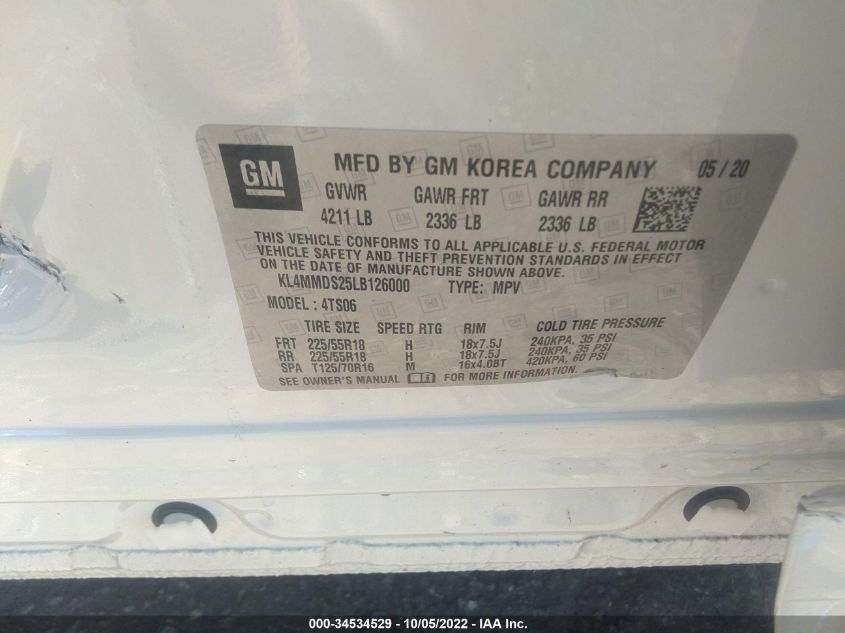 GM MFD BY GM KOREA COMPANY 05 / 20
GVWR GAWR FRT GAWR RR
4211 LB 2336 LB 2336 LB
THIS VEHICLE CONFORMS TO ALL APPLICABLE U.S. FEDERAL MOTOR
VEHICLE SAFETY AND THEFT PREVENTION STANDARDS IN EFFECT
ON THE DATE OF MANUFACTURE SHOWN ABOVE.
KL4MMDS25LB126000 TYPE: MPV
MODEL : 4TS06
TIRE SIZE SPEED RTG RIM COLD TIRE PRESSURE
FRT 225/55R18 H 18x7.5J 240KPA, 35 PSI
RR 225/55R18 H 18x7.5J 240KPA, 35 PSI
SPA T125/70R16 M 16x4.0BT 420KPA, 60 PSI
SEE OWNER'S MANUAL FOR MORE INFORMATION.
000-34534529 - 10/05/2022 - IAA Inc.